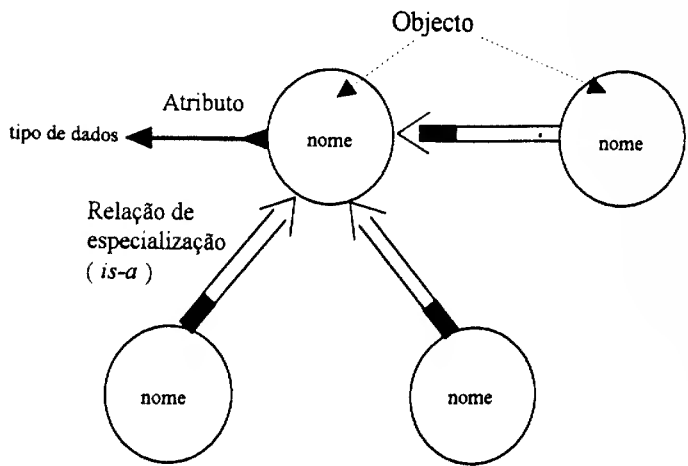 Objecto
Atributo
tipo de dados
nome
nome
Relação de
especialização
( is-a )
nome
nome